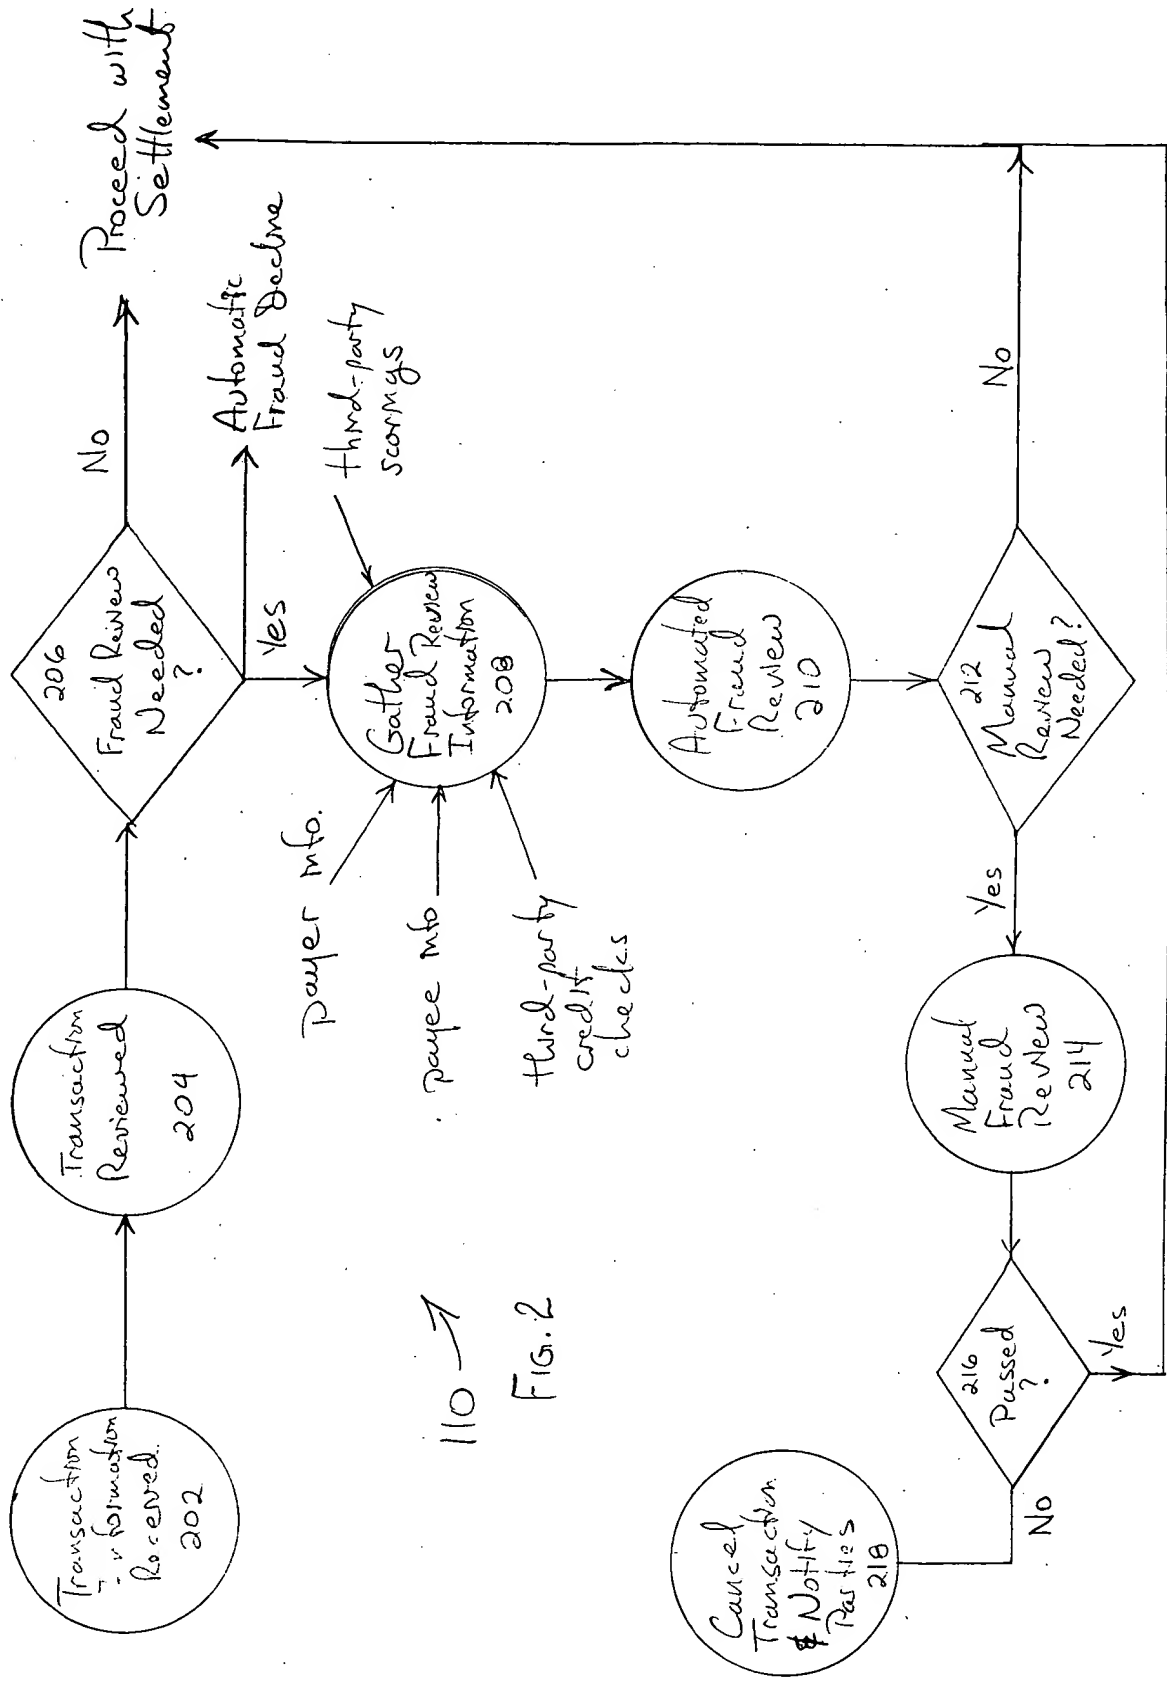 Transaction
Information
Received
202
Transaction
Reviewed
204
206
Fraud Review
Needed
?
No
Proceed with
Settlement
Yes
Automatic
Fraud Decline
third-party
scorings
payer info.
payee info
third-party
credit
checks
Gather
Fraud Review
Information
208
Automated
Fraud
Review
210
212
Manual
Review
Needed?
No
Yes
Manual
Fraud
Review
214
216
Passed
?
Yes
No
Cancel
Transaction
& Notify
Parties
218
110
FIG. 2